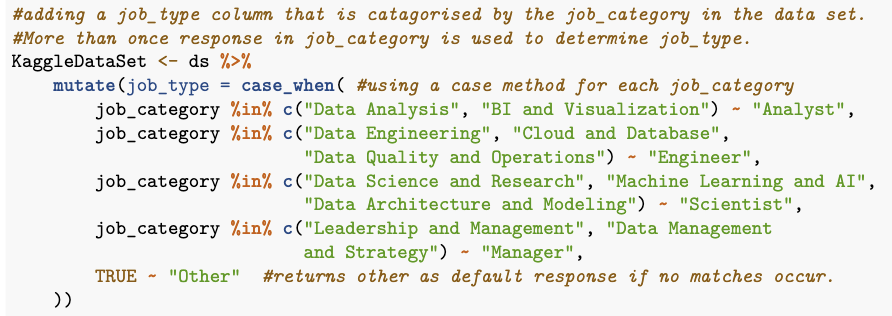 #adding a job_type column that is catagorised by the job_category in the data set.
#More than once response in job_category is used to determine job_type.
KaggleDataSet <- ds %>%
    mutate(job_type = case_when( #using a case method for each job_category
        job_category %in% c("Data Analysis", "BI and Visualization") ~ "Analyst",
        job_category %in% c("Data Engineering", "Cloud and Database",
                            "Data Quality and Operations") ~ "Engineer",
        job_category %in% c("Data Science and Research", "Machine Learning and AI",
                            "Data Architecture and Modeling") ~ "Scientist",
        job_category %in% c("Leadership and Management", "Data Management
                            and Strategy") ~ "Manager",
        TRUE ~ "Other"  #returns other as default response if no matches occur.
    ))